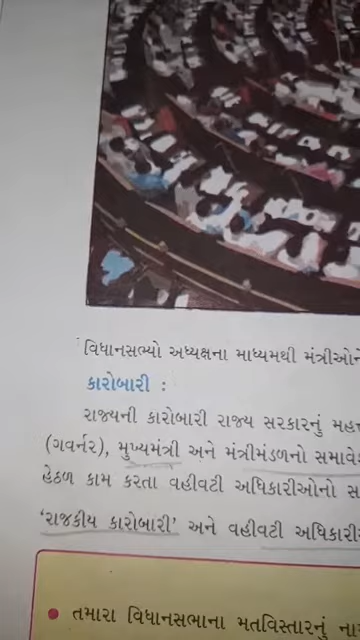 વિધાનસભ્યો અધ્યક્ષના માધ્યમથી મંત્રીઓને
કારોબારી :
રાજ્યની કારોબારી રાજ્ય સરકારનું
(ગવર્નર), મુખ્યમંત્રી અને મંત્રીમંડળનો
હેઠળ કામ કરતા વહીવટી અધિકારીઓનો
‘રાજકીય કારોબારી’ અને વહીવટી
• તમારા વિધાનસભાના મતવિસ્તારનું